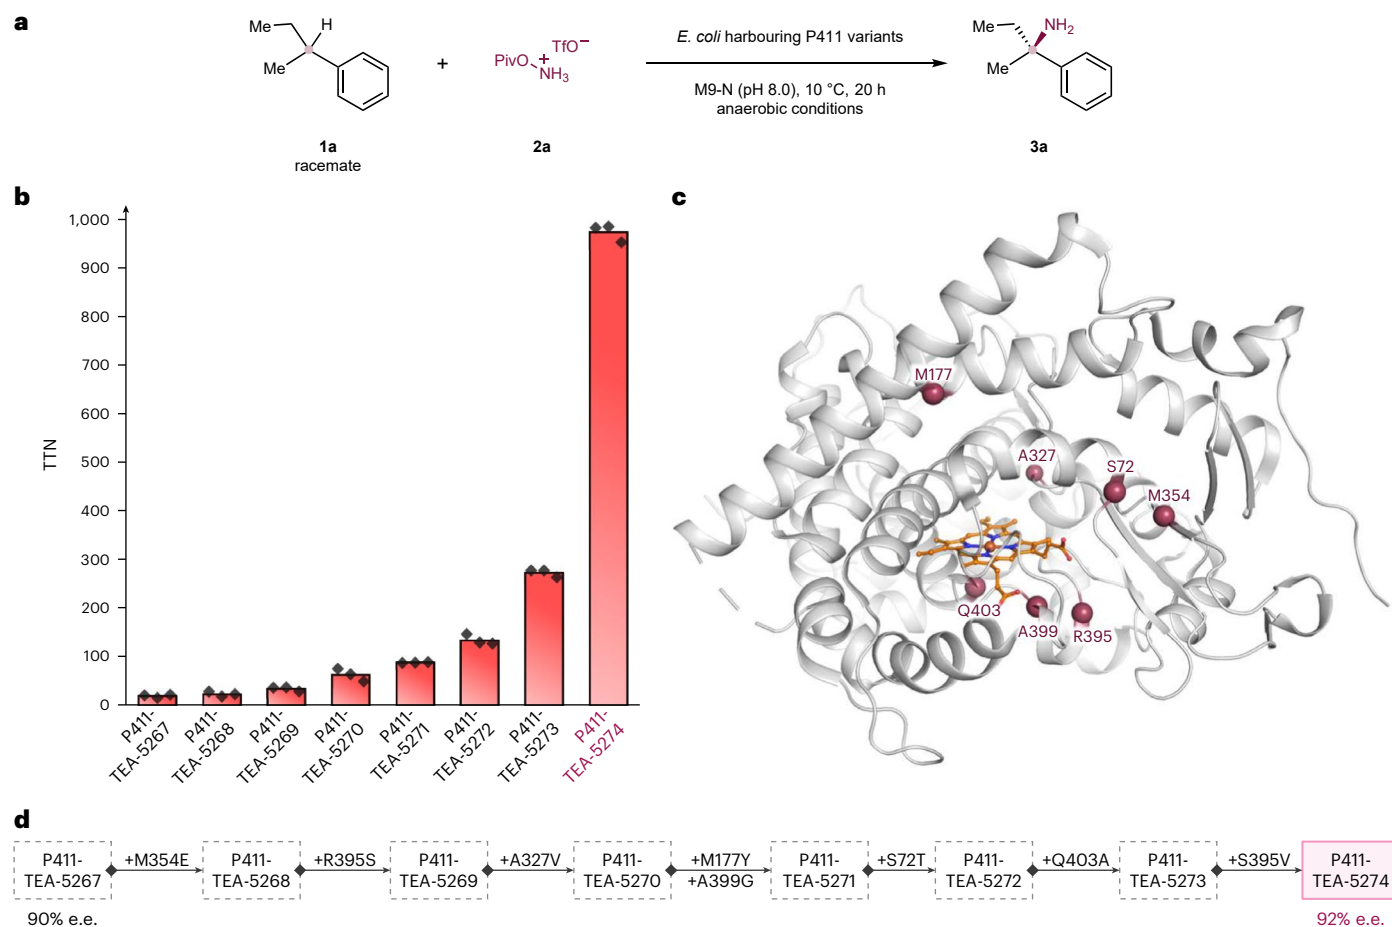 a
Me
H
Me
+
PivO
+
NH3
TfO−
E. coli harbouring P411 variants
M9-N (pH 8.0), 10 °C, 20 h
anaerobic conditions
Me
NH2
Me
1a
racemate
2a
3a
b
TTN
1,000
900
800
700
600
500
400
300
200
100
0
P411-
TEA-5267
P411-
TEA-5268
P411-
TEA-5269
P411-
TEA-5270
P411-
TEA-5271
P411-
TEA-5272
P411-
TEA-5273
P411-
TEA-5274
c
M177
A327
S72
M354
Q403
A399
R395
d
P411-
TEA-5267
+M354E
P411-
TEA-5268
+R395S
P411-
TEA-5269
+A327V
P411-
TEA-5270
+M177Y
+A399G
P411-
TEA-5271
+S72T
P411-
TEA-5272
+Q403A
P411-
TEA-5273
+S395V
P411-
TEA-5274
90% e.e.
92% e.e.